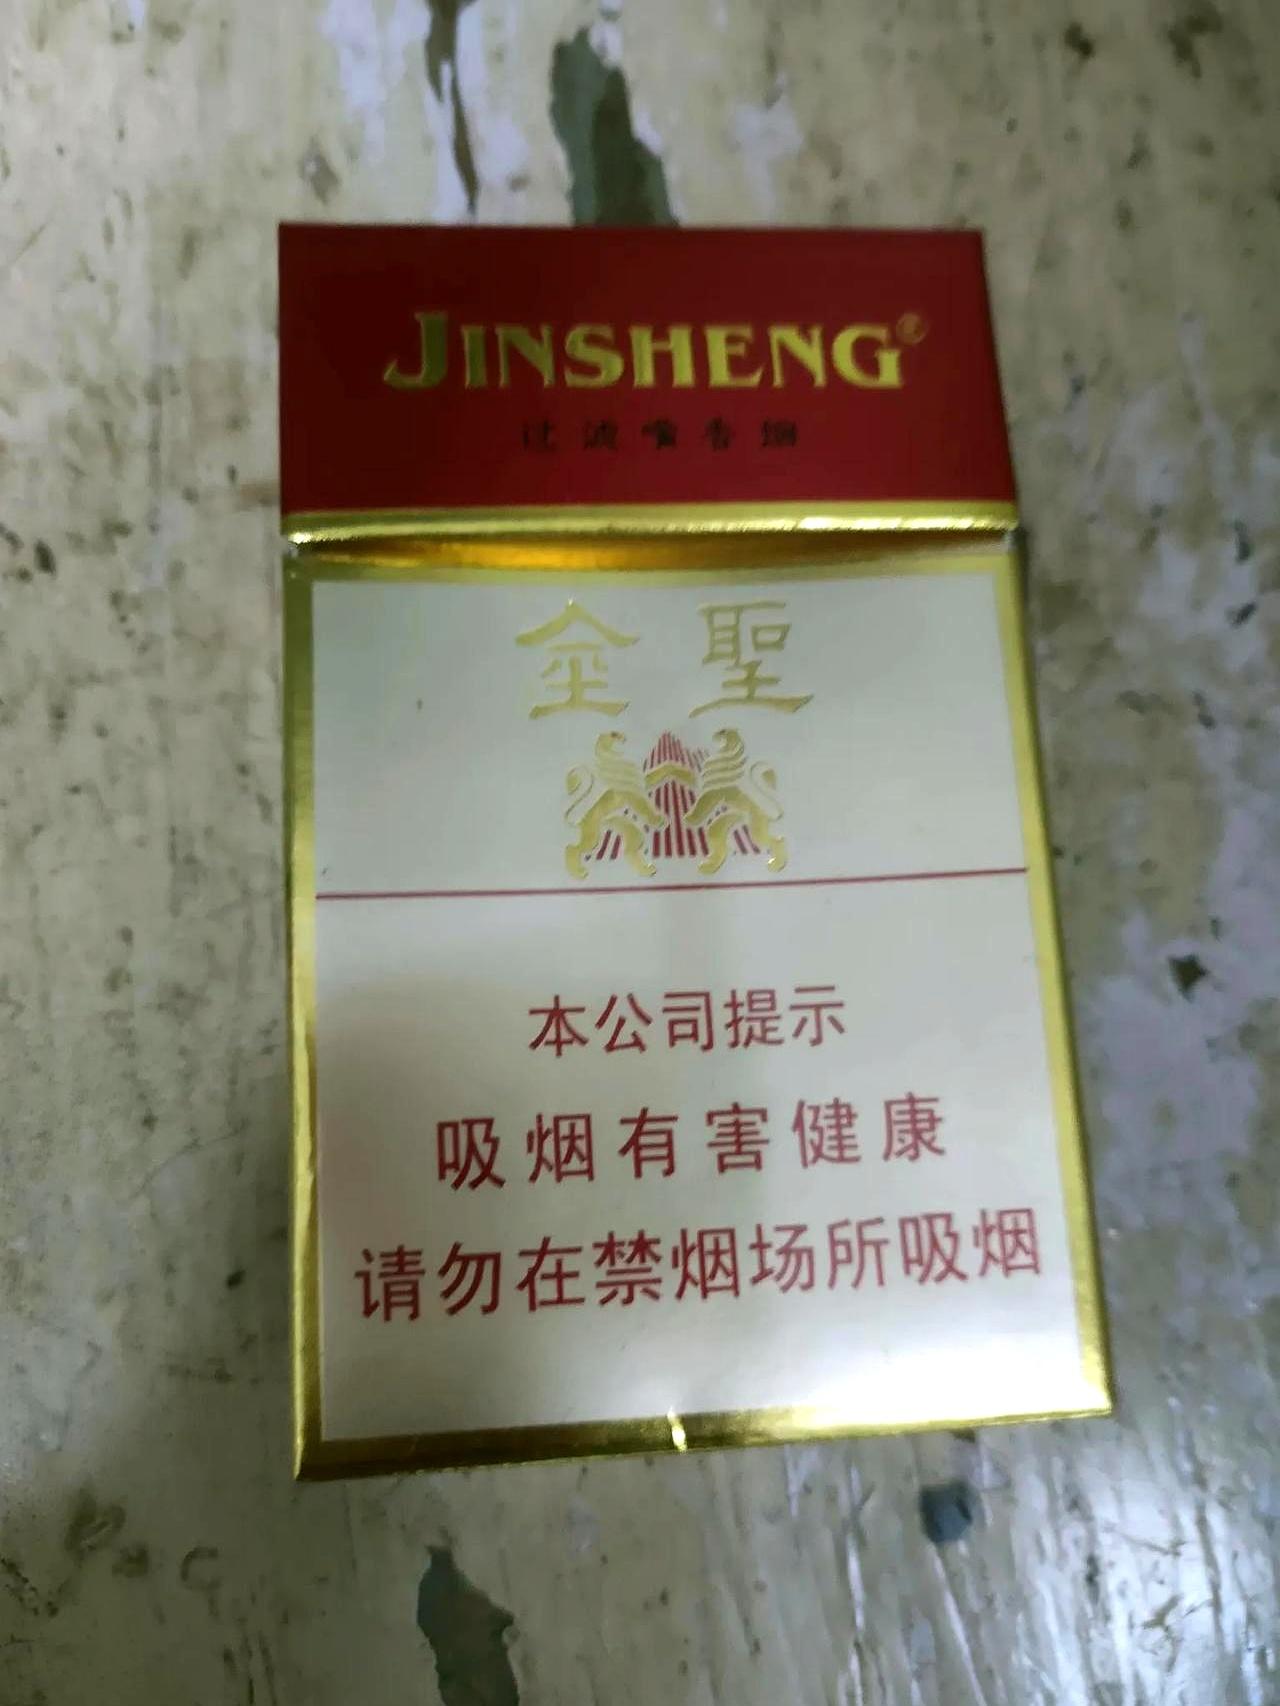 JINSHENG®
过滤嘴香烟
金聖
本公司提示
吸烟有害健康
请勿在禁烟场所吸烟